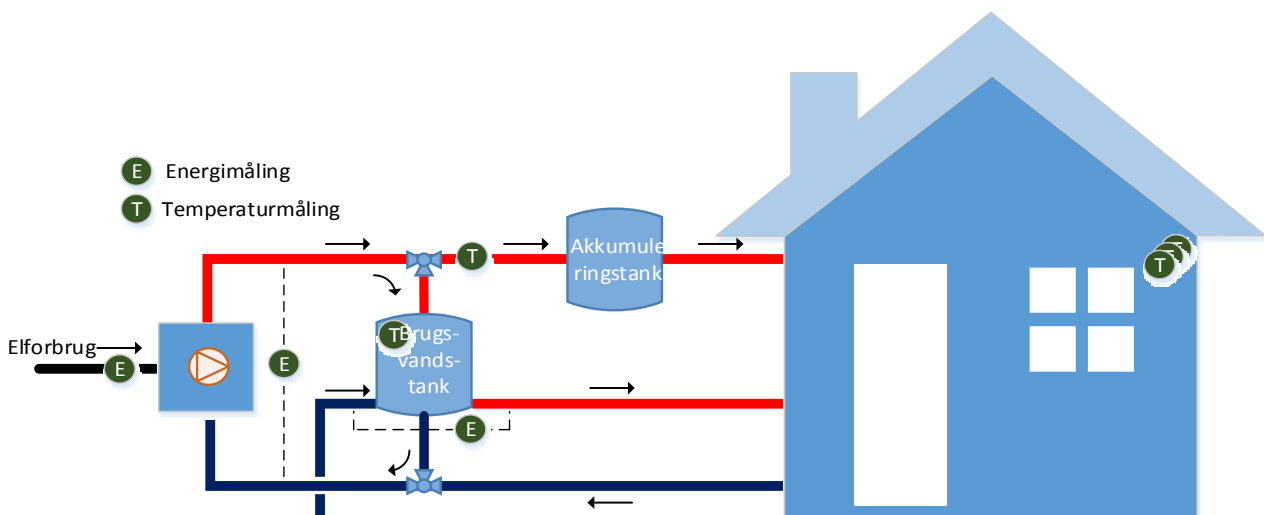 E Energimåling
T Temperaturmåling
Akkumule
T
ringstank
T
T
Elforbrug
T
Brugs-
vands-
tank
E
E
E